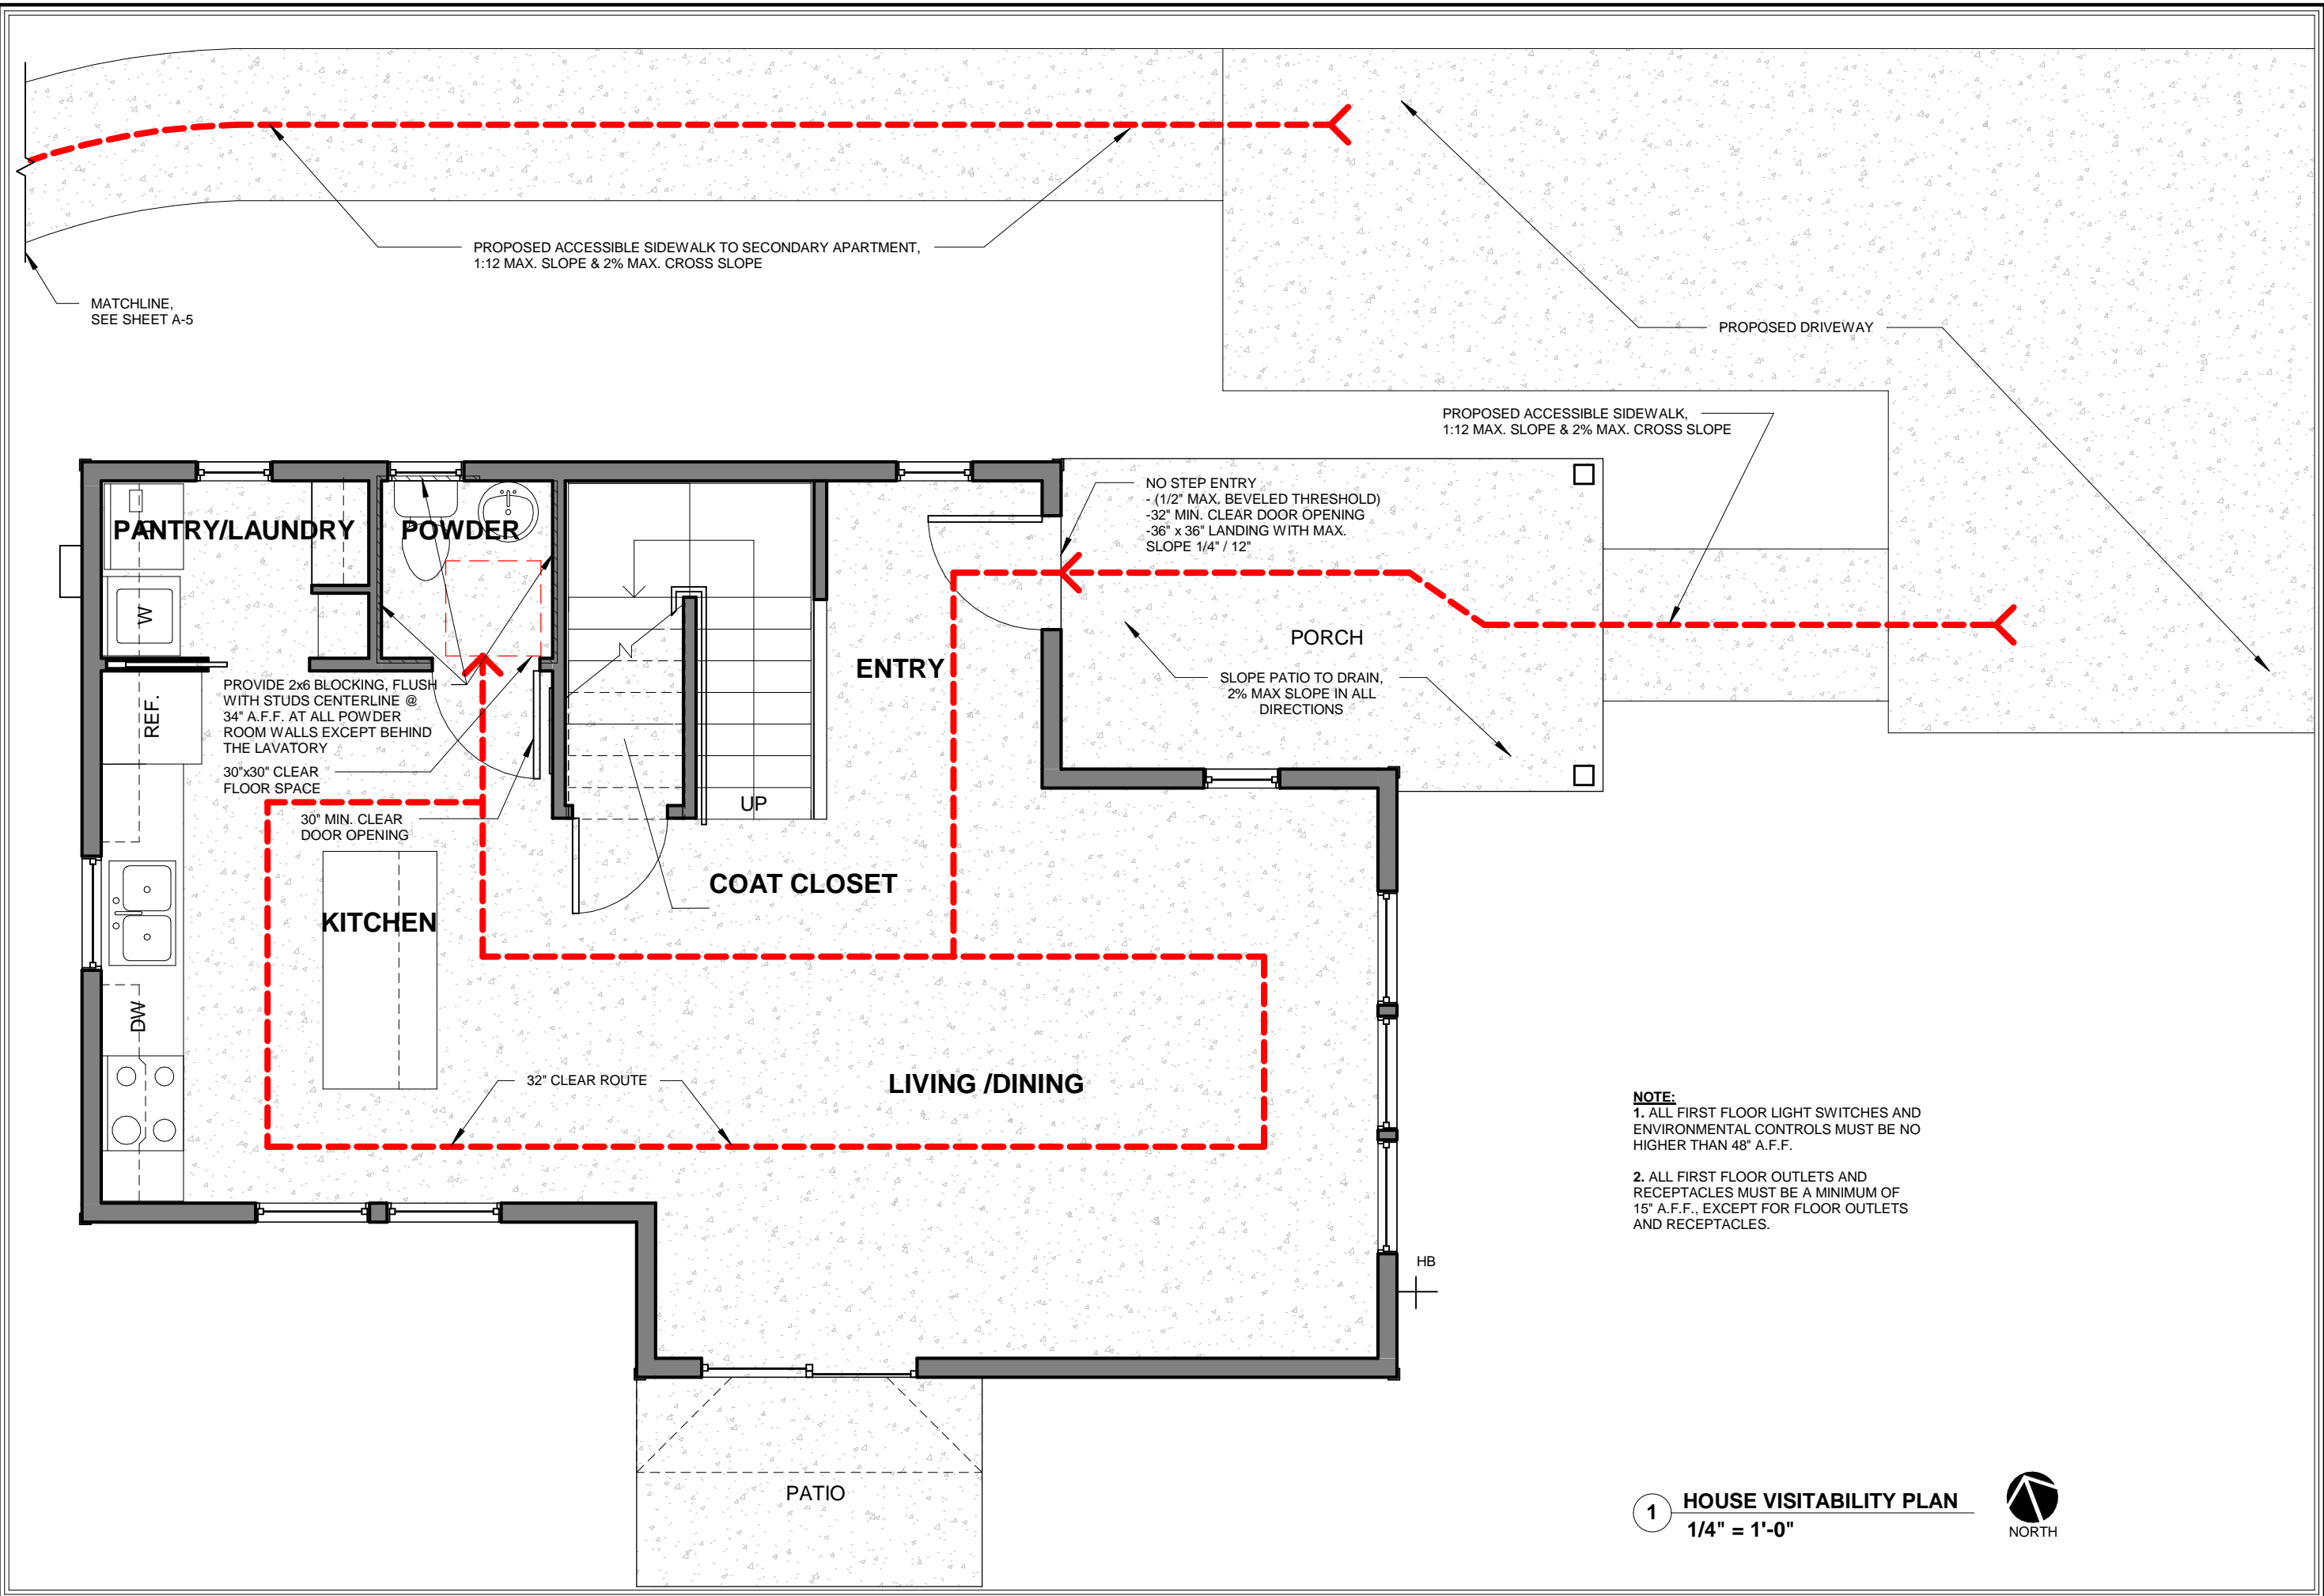 PROPOSED ACCESSIBLE SIDEWALK TO SECONDARY APARTMENT,
1:12 MAX. SLOPE & 2% MAX. CROSS SLOPE
MATCHLINE,
SEE SHEET A-5
PROPOSED DRIVEWAY
PROPOSED ACCESSIBLE SIDEWALK,
1:12 MAX. SLOPE & 2% MAX. CROSS SLOPE
NO STEP ENTRY
- (1/2" MAX. BEVELED THRESHOLD)
-32" MIN. CLEAR DOOR OPENING
-36" x 36" LANDING WITH MAX.
SLOPE 1/4" / 12"
PANTRY/LAUNDRY
POWDER
D
W
PORCH
ENTRY
SLOPE PATIO TO DRAIN,
2% MAX SLOPE IN ALL
DIRECTIONS
REF.
PROVIDE 2x6 BLOCKING, FLUSH
WITH STUDS CENTERLINE @
34" A.F.F. AT ALL POWDER
ROOM WALLS EXCEPT BEHIND
THE LAVATORY
30"x30" CLEAR
FLOOR SPACE
30" MIN. CLEAR
DOOR OPENING
UP
COAT CLOSET
KITCHEN
DW
32" CLEAR ROUTE
LIVING /DINING
NOTE:
1. ALL FIRST FLOOR LIGHT SWITCHES AND
ENVIRONMENTAL CONTROLS MUST BE NO
HIGHER THAN 48" A.F.F.
2. ALL FIRST FLOOR OUTLETS AND
RECEPTACLES MUST BE A MINIMUM OF
15" A.F.F., EXCEPT FOR FLOOR OUTLETS
AND RECEPTACLES.
HB
PATIO
1
HOUSE VISITABILITY PLAN
1/4" = 1'-0"
NORTH